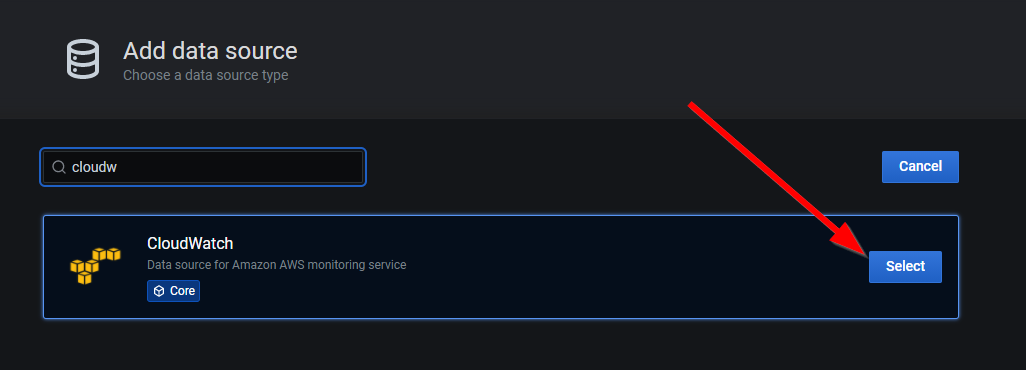 Add data source
Choose a data source type
cloudw
Cancel
CloudWatch
Data source for Amazon AWS monitoring service
Select
Core